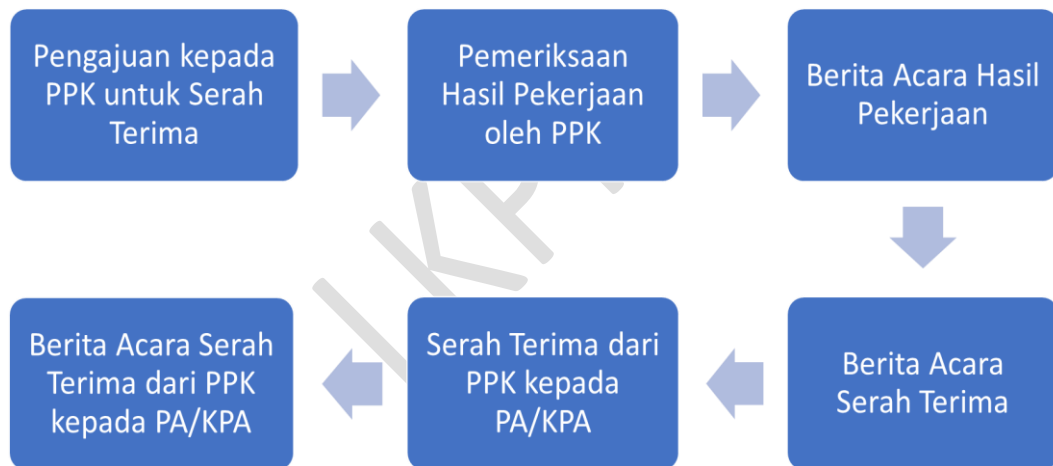 Pengajuan kepada
PPK untuk Serah
Terima
Pemeriksaan
Hasil Pekerjaan
oleh PPK
Berita Acara Hasil
Pekerjaan
Berita Acara
Serah Terima
Serah Terima dari
PPK kepada
PA/KPA
Berita Acara Serah
Terima dari PPK
kepada PA/KPA